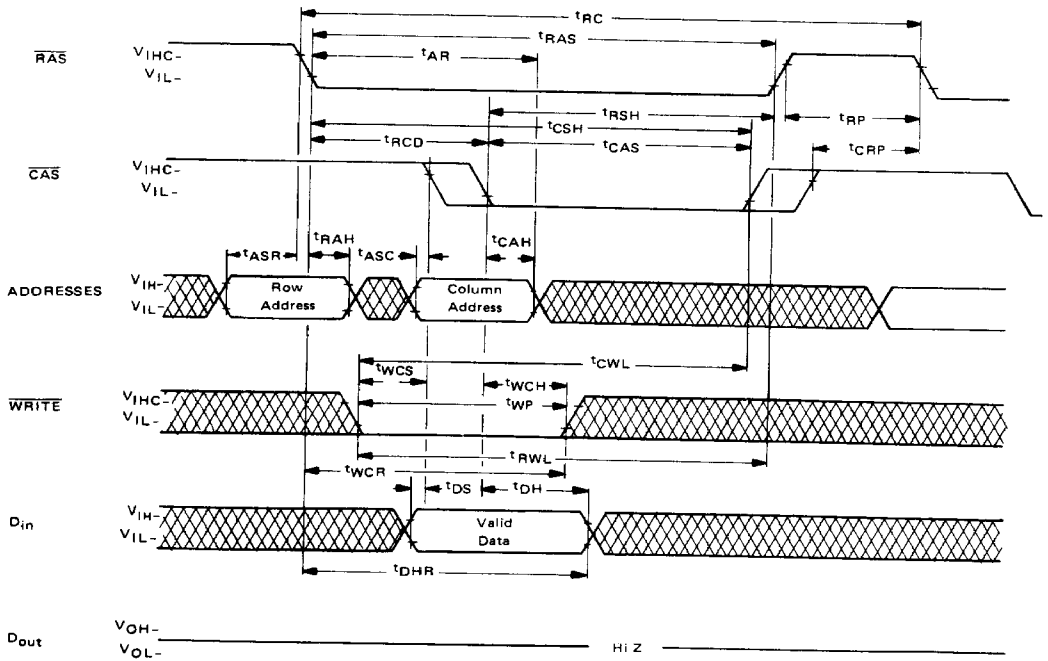 tRC
tRAS
tAR
RAS
VIHC-
VIL-
tRSH
tCSH
tRP
tRCD
tCAS
tCRP
CAS
VIHC-
VIL-
tASR
tRAH
tASC
tCAH
ADDRESSES
VIH-
VIL-
Row
Address
Column
Address
tCWL
tWCS
tWCH
tWP
WRITE
VIHC-
VIL-
tRWL
tWCR
tDS
tDH
Din
VIH-
VIL-
Valid
Data
tDHR
Dout
VOH-
VOL-
Hi Z